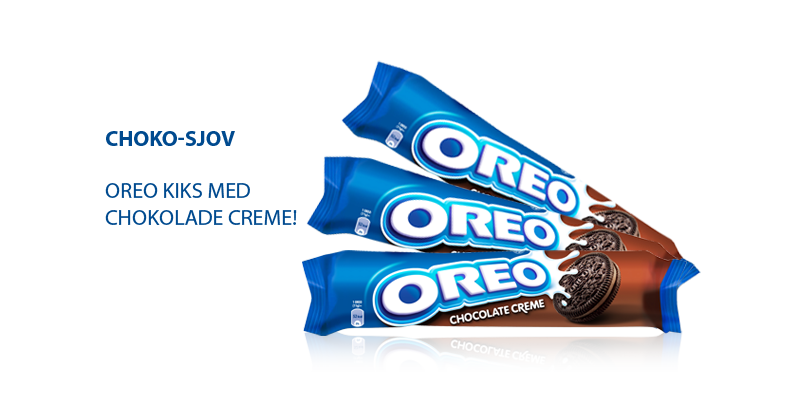 CHOKO-SJOV
OREO KIKS MED
CHOKOLADE CREME!
OREO
OREO
OREO
CHOCOLATE CREME